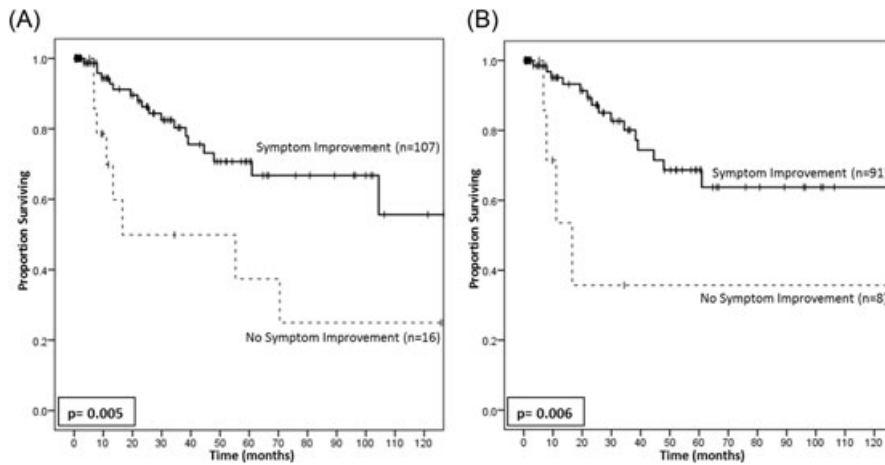 (A)
Proportion Surviving
1.0
0.8
0.6
0.4
0.2
0.0
Symptom Improvement (n=107)
No Symptom Improvement (n=16)
p= 0.005
0 10 20 30 40 50 60 70 80 90 100 110 120
Time (months)
(B)
Proportion Surviving
1.0
0.8
0.6
0.4
0.2
0.0
Symptom Improvement (n=91)
No Symptom Improvement (n=8)
p= 0.006
0 10 20 30 40 50 60 70 80 90 100 110 120
Time (months)